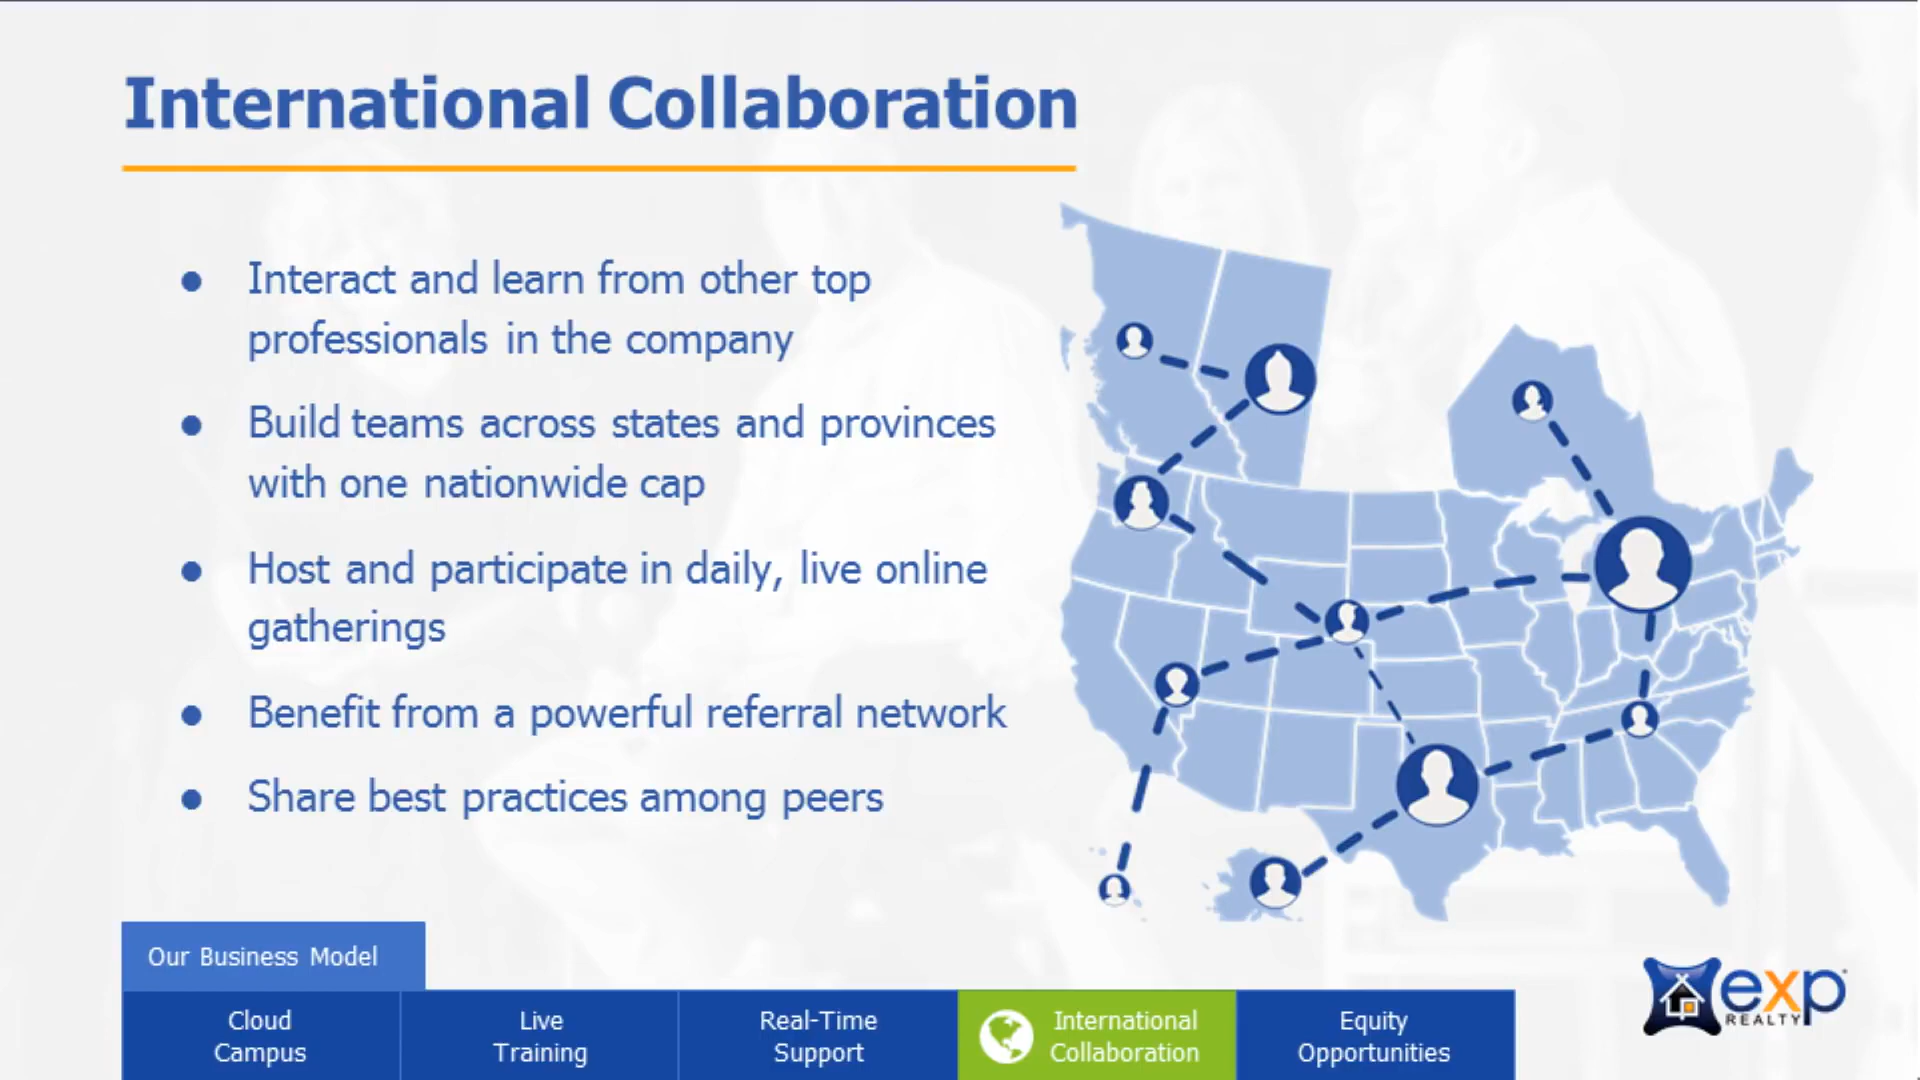 International Collaboration
● Interact and learn from other top
professionals in the company
● Build teams across states and provinces
with one nationwide cap
● Host and participate in daily, live online
gatherings
● Benefit from a powerful referral network
● Share best practices among peers
Our Business Model
Cloud
Campus
Live
Training
Real-Time
Support
International
Collaboration
Equity
Opportunities
exp
REALTY